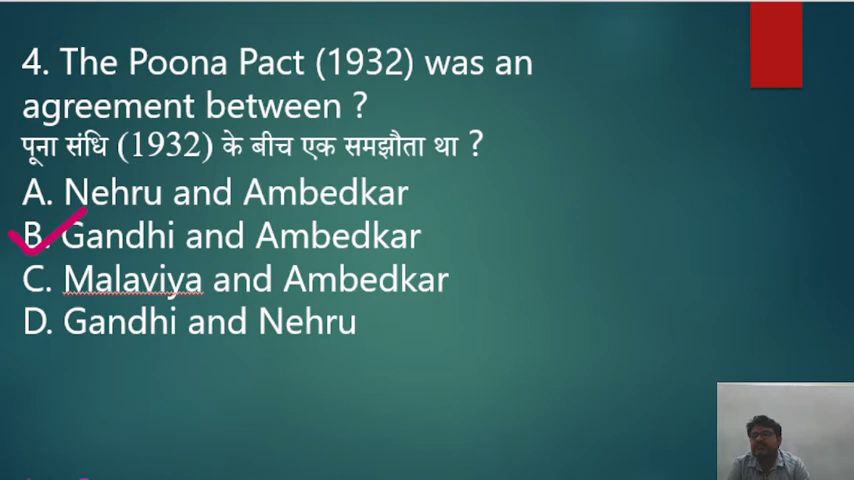 4. The Poona Pact (1932) was an
agreement between ?
पूना संधि (1932) के बीच एक समझौता था ?
A. Nehru and Ambedkar
B. Gandhi and Ambedkar
C. Malaviya and Ambedkar
D. Gandhi and Nehru